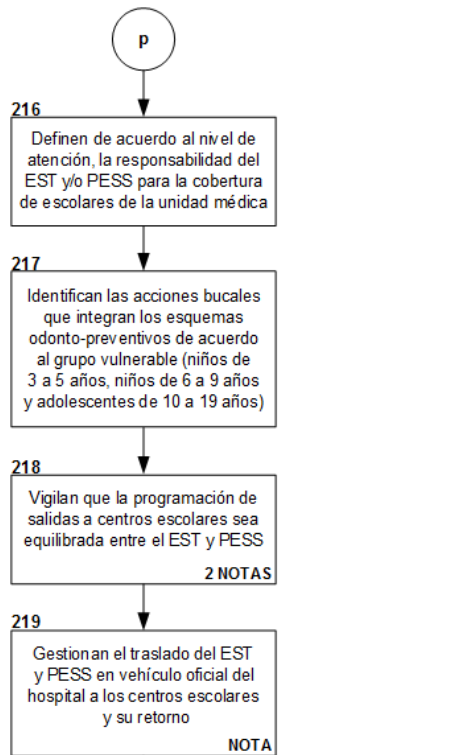 p
216
Definen de acuerdo al nivel de
atención, la responsabilidad del
EST y/o PESS para la cobertura
de escolares de la unidad médica
217
Identifican las acciones bucales
que integran los esquemas
odonto-preventivos de acuerdo
al grupo vulnerable (niños de
3 a 5 años, niños de 6 a 9 años
y adolescentes de 10 a 19 años)
218
Vigilan que la programación de
salidas a centros escolares sea
equilibrada entre el EST y PESS
2 NOTAS
219
Gestionan el traslado del EST
y PESS en vehículo oficial del
hospital a los centros escolares
y su retorno
NOTA